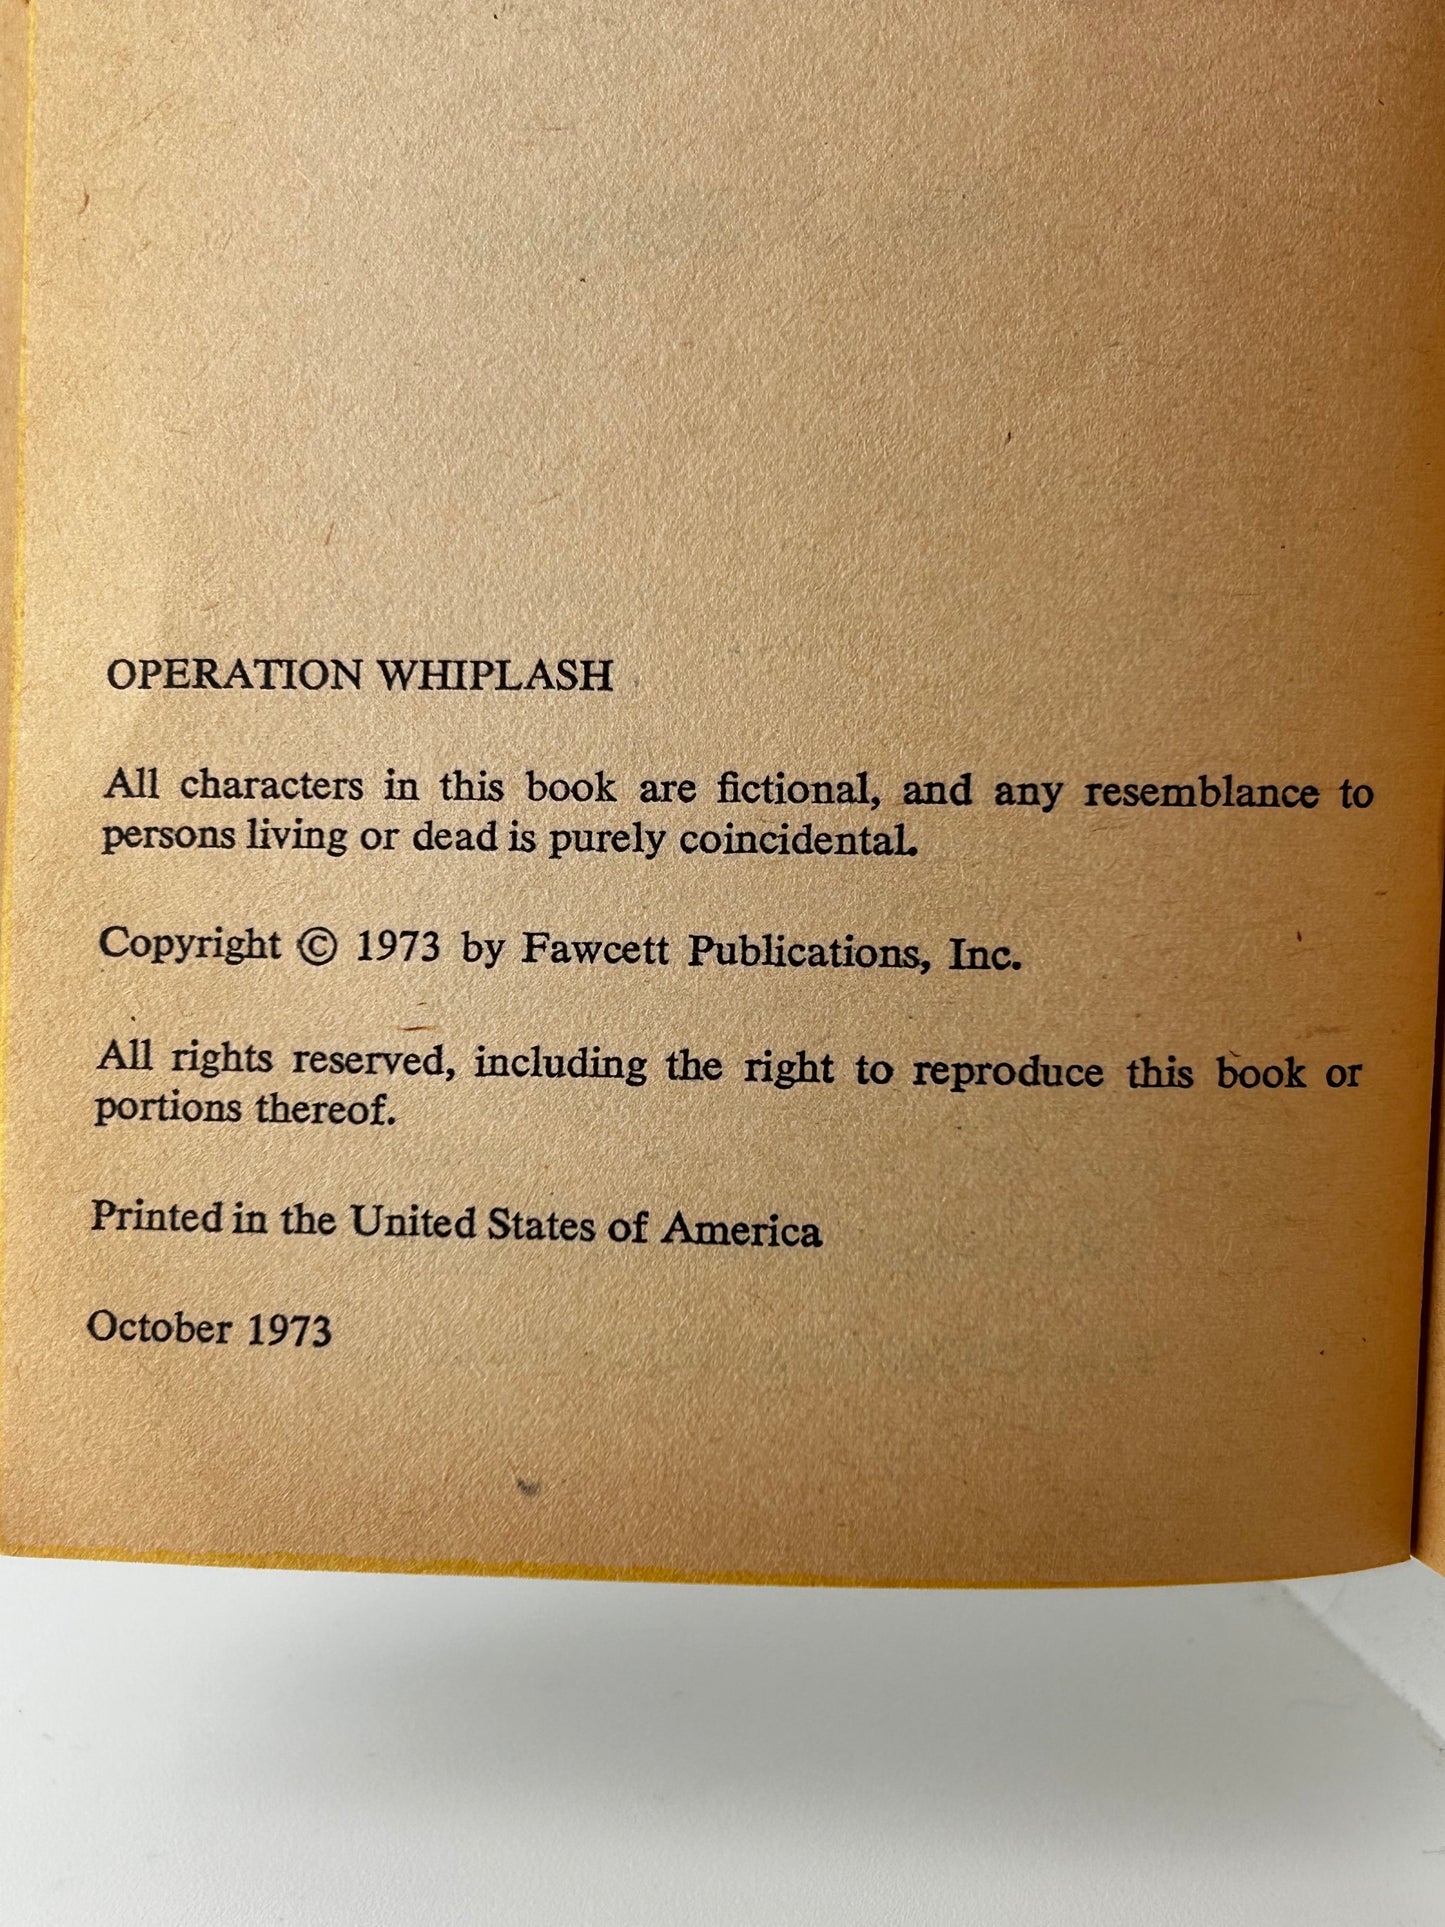 OPERATION WHIPLASH
All characters in this book are fictional, and any resemblance to
persons living or dead is purely coincidental.
Copyright © 1973 by Fawcett Publications, Inc.
All rights reserved, including the right to reproduce this book or
portions thereof.
Printed in the United States of America
October 1973